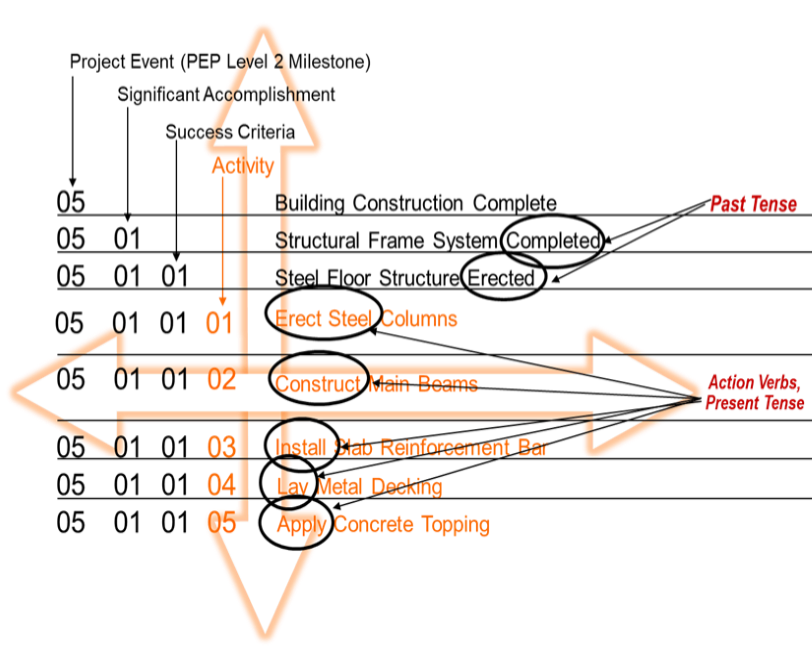 Project Event (PEP Level 2 Milestone)
Significant Accomplishment
Success Criteria
Activity
05 Building Construction Complete
Past Tense
05 01 Structural Frame System Completed
05 01 01 Steel Floor Structure Erected
05 01 01 01 Erect Steel Columns
05 01 01 02 Construct Main Beams
Action Verbs,
Present Tense
05 01 01 03 Install Slab Reinforcement Bar
05 01 01 04 Lay Metal Decking
05 01 01 05 Apply Concrete Topping